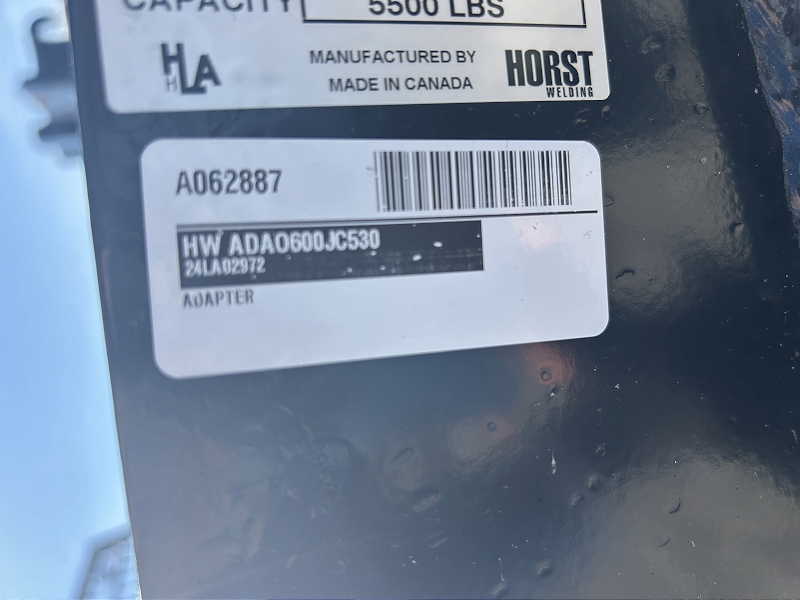 CAPACITY 5500 LBS
HLA
MANUFACTURED BY
MADE IN CANADA
HORST
WELDING
A062887
HW ADA0600JC530
24LA02972
ADAPTER